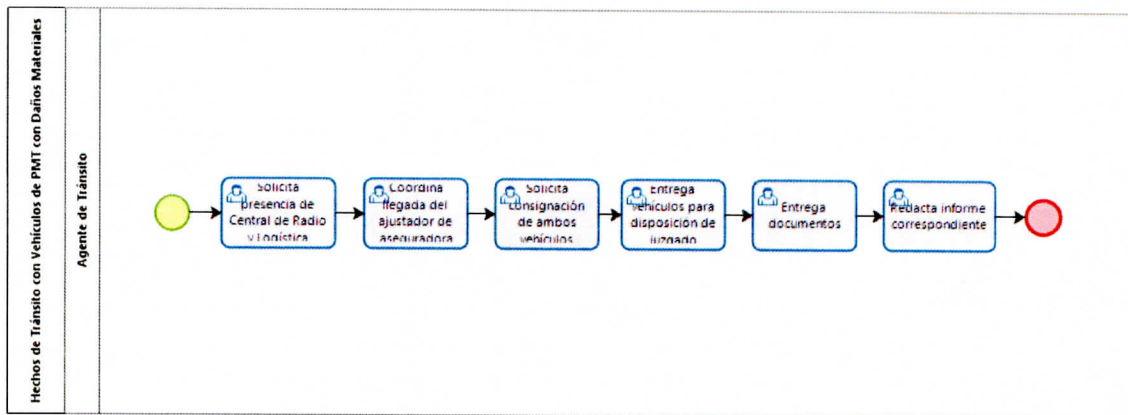 Hechos de Tránsito con Vehículos de PMT con Daños Materiales
Agente de Tránsito
Solicita
presencia de
Central de Radio
y Logística
Coordina
llegada del
ajustador de
aseguradora
Solicita
consignación
de ambos
vehículos
Entrega
vehículos para
disposición de
juzgado
Entrega
documentos
Redacta informe
correspondiente